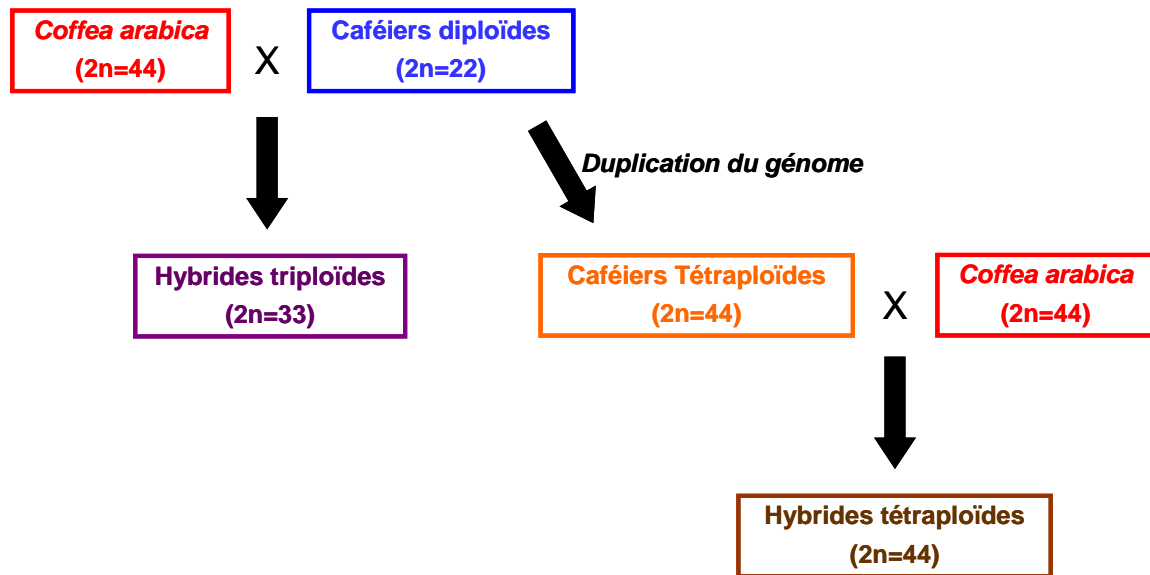 Coffea arabica
(2n=44)
X
Caféiers diploïdes
(2n=22)
Duplication du génome
Hybrides triploïdes
(2n=33)
Caféiers Tétraploïdes
(2n=44)
X
Coffea arabica
(2n=44)
Hybrides tétraploïdes
(2n=44)